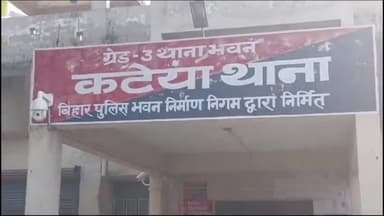 ग्रेड-3 थाना भवन
कटेया थाना
बिहार पुलिस भवन निर्माण निगम द्वारा निर्मित